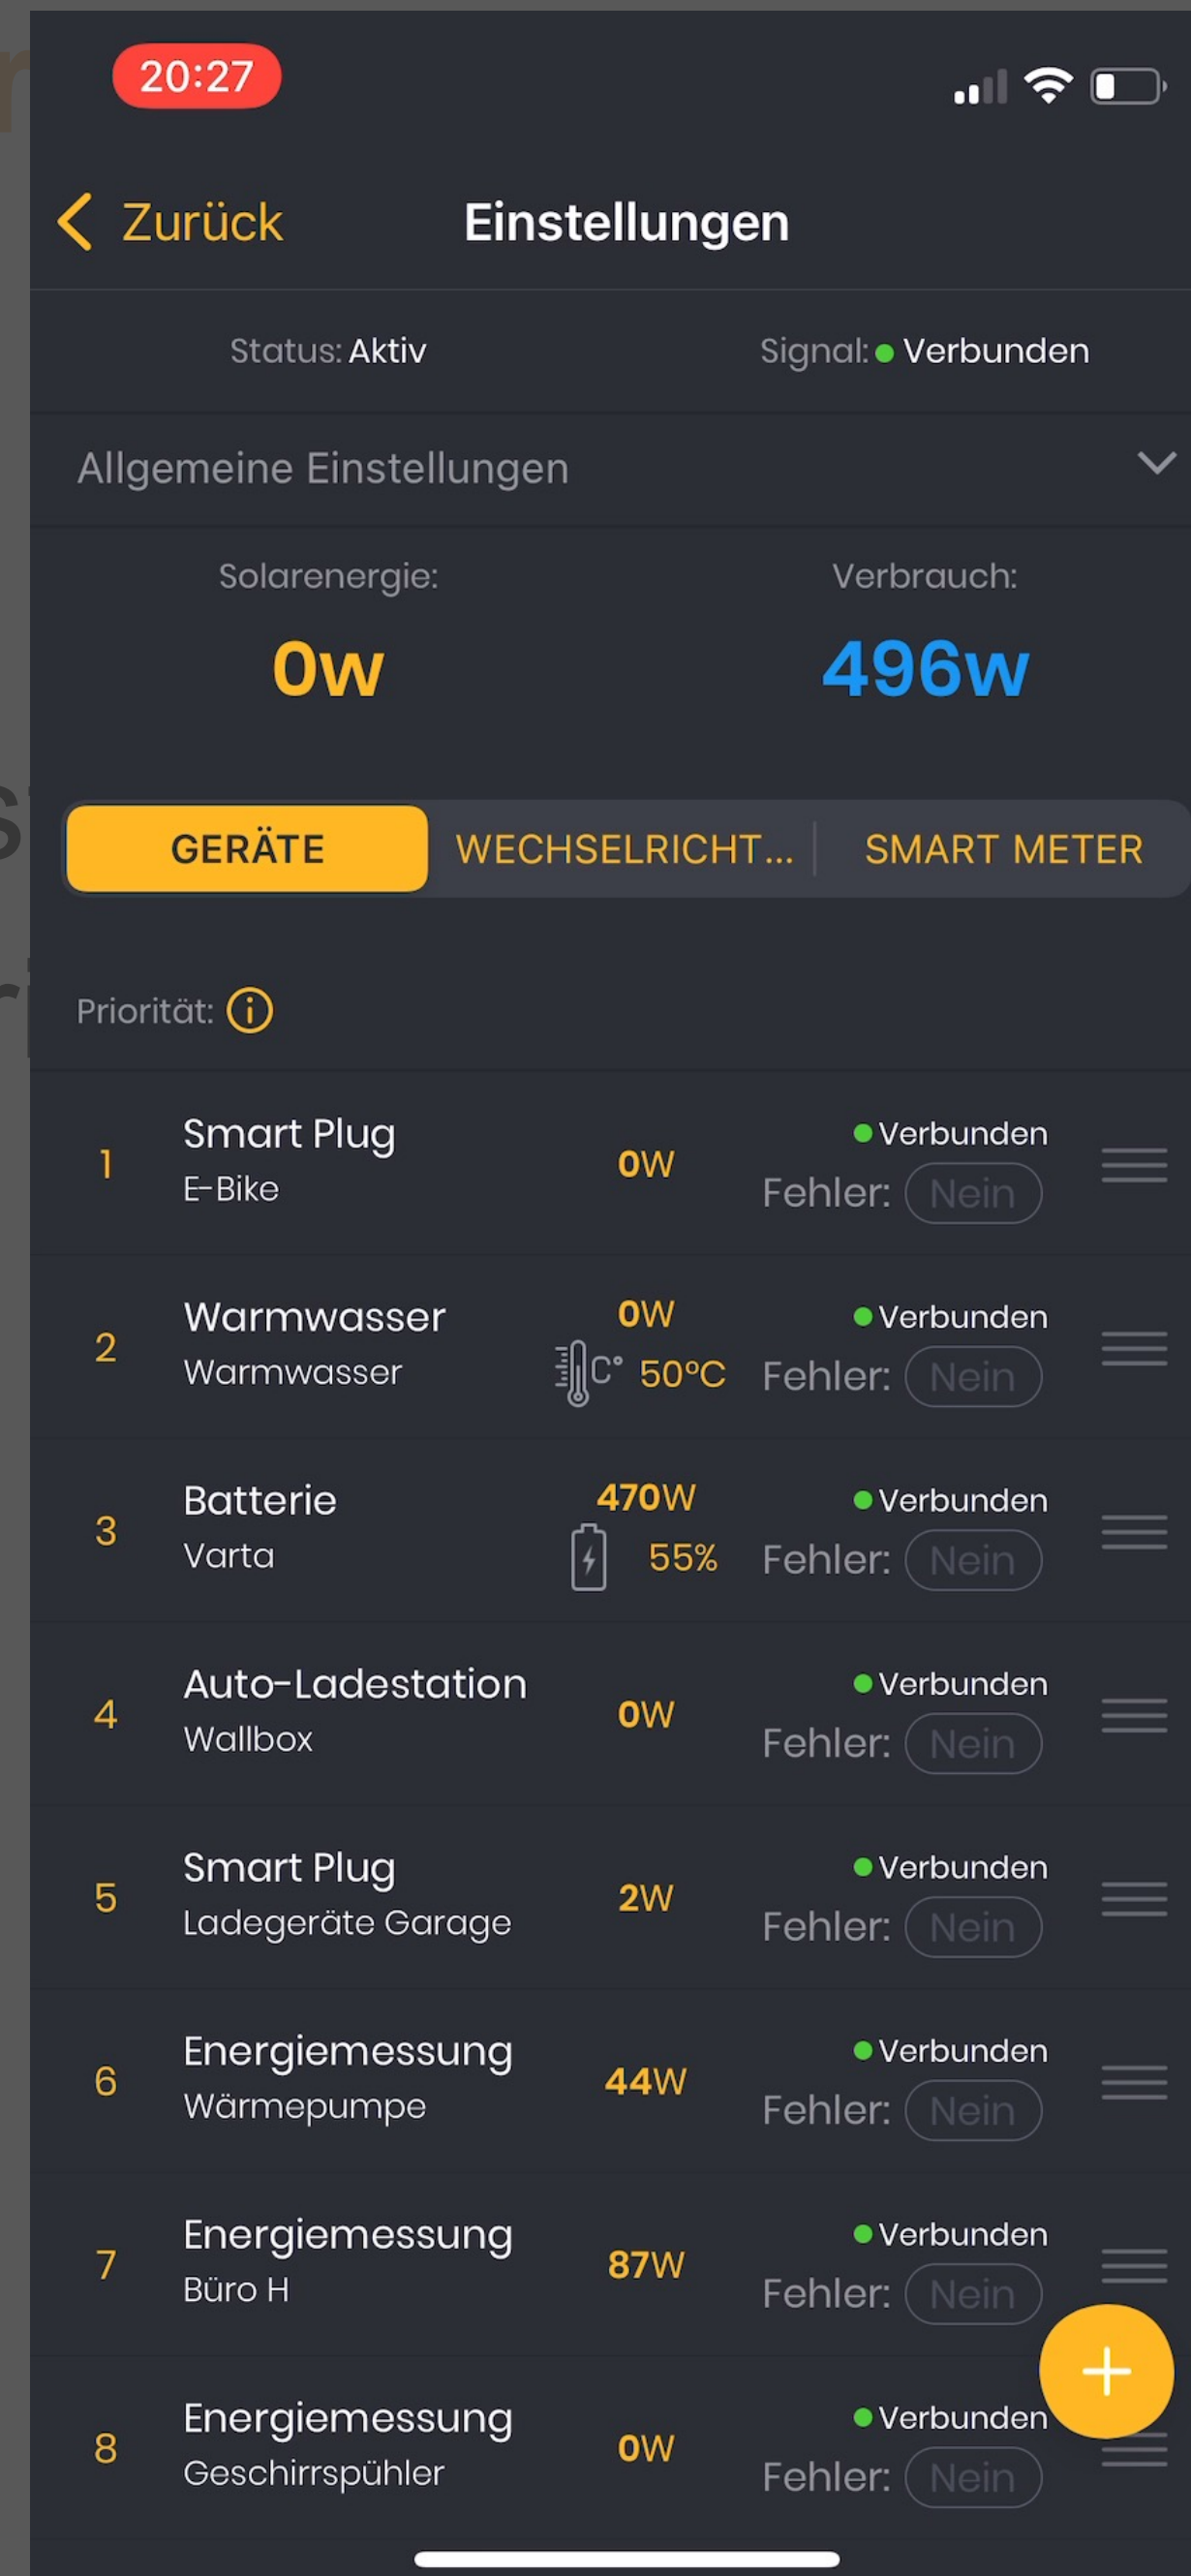 20:27
Zurück
Einstellungen
Status: Aktiv
Signal: Verbunden
Allgemeine Einstellungen
Solarenergie:
Verbrauch:
0w
496w
GERÄTE
WECHSELRICHT...
SMART METER
Priorität:
1
Smart Plug
E-Bike
0W
Verbunden
Fehler: Nein
2
Warmwasser
Warmwasser
0W
C° 50°C
Verbunden
Fehler: Nein
3
Batterie
Varta
470W
55%
Verbunden
Fehler: Nein
4
Auto-Ladestation
Wallbox
0W
Verbunden
Fehler: Nein
5
Smart Plug
Ladegeräte Garage
2W
Verbunden
Fehler: Nein
6
Energiemessung
Wärmepumpe
44W
Verbunden
Fehler: Nein
7
Energiemessung
Büro H
87W
Verbunden
Fehler: Nein
8
Energiemessung
Geschirrspühler
0W
Verbunden
Fehler: Nein